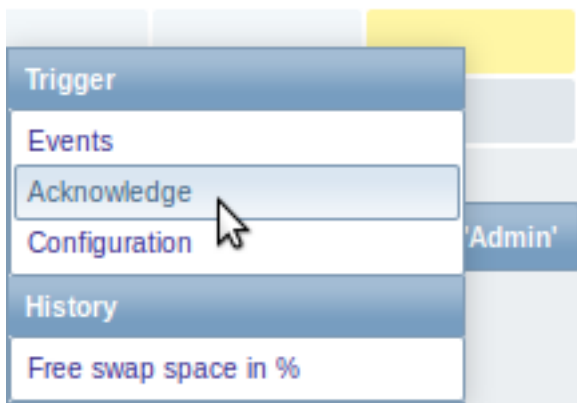 Trigger
Events
Acknowledge
Configuration
'Admin'
History
Free swap space in %